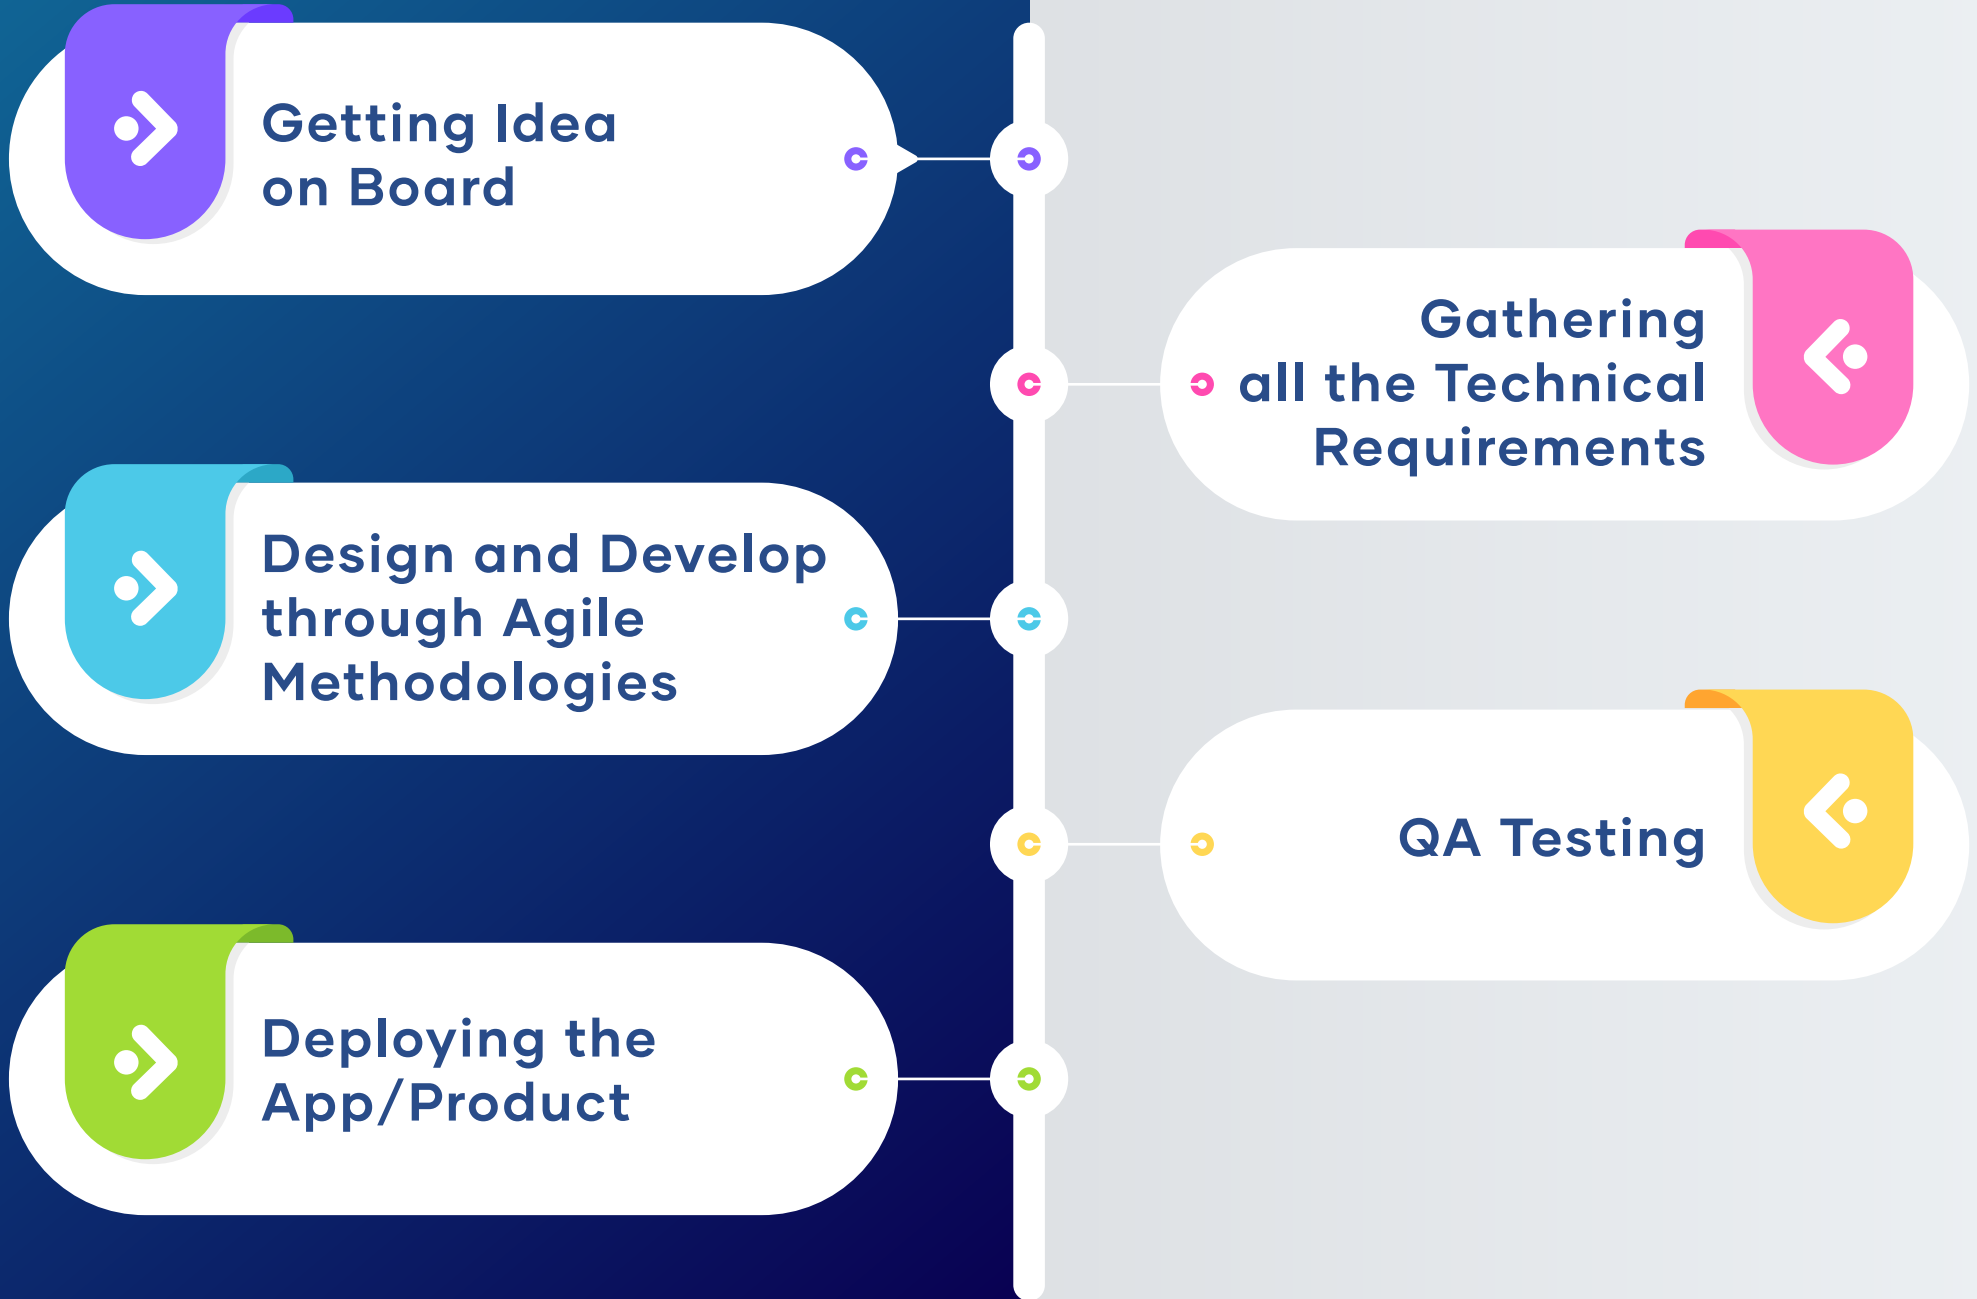 Getting Idea
on Board
Gathering
all the Technical
Requirements
Design and Develop
through Agile
Methodologies
QA Testing
Deploying the
App/Product